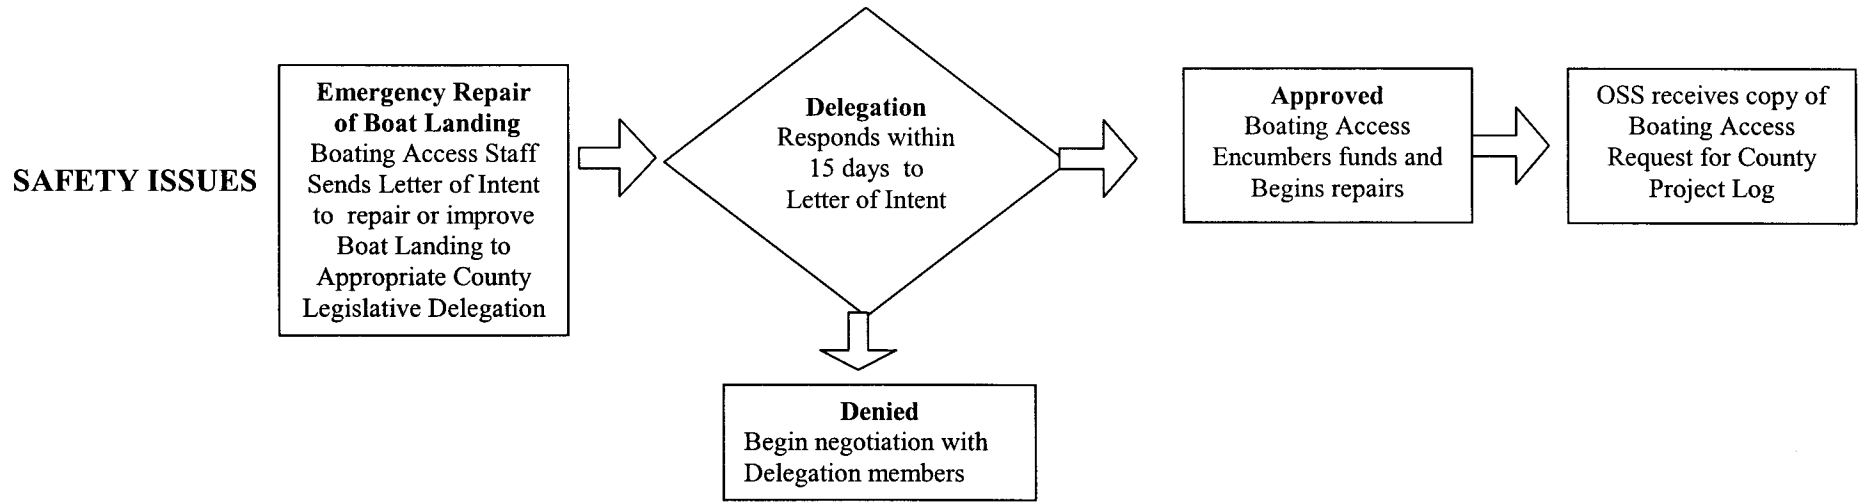 SAFETY ISSUES
Emergency Repair
of Boat Landing
Boating Access Staff
Sends Letter of Intent
to repair or improve
Boat Landing to
Appropriate County
Legislative Delegation
Delegation
Responds within
15 days to
Letter of Intent
Approved
Boating Access
Encumbers funds and
Begins repairs
OSS receives copy of
Boating Access
Request for County
Project Log
Denied
Begin negotiation with
Delegation members